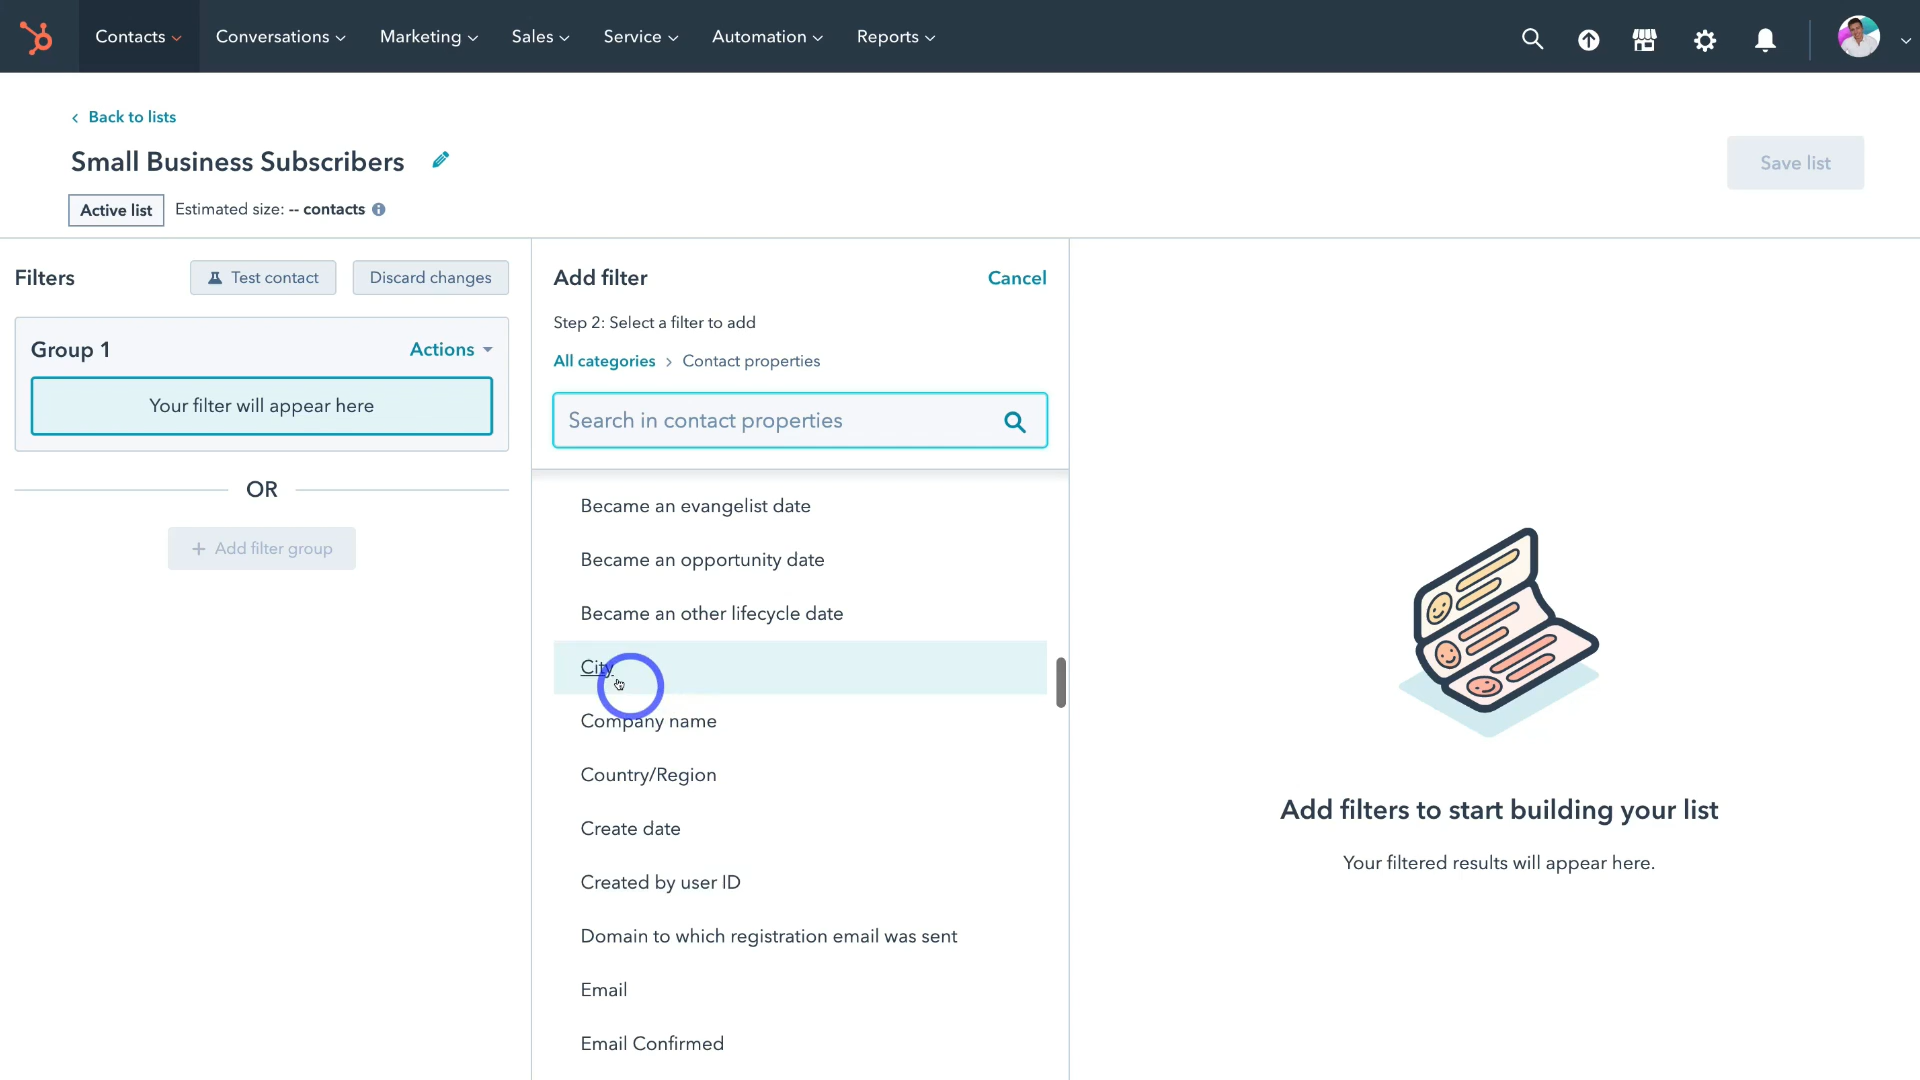 Contacts
Conversations
Marketing
Sales
Service
Automation
Reports
Back to lists
Small Business Subscribers
Save list
Active list
Estimated size: -- contacts
Filters
Test contact
Discard changes
Group 1
Actions
Your filter will appear here
OR
+ Add filter group
Add filter
Cancel
Step 2: Select a filter to add
All categories > Contact properties
Search in contact properties
Became an evangelist date
Became an opportunity date
Became an other lifecycle date
City
Company name
Country/Region
Create date
Created by user ID
Domain to which registration email was sent
Email
Email Confirmed
Add filters to start building your list
Your filtered results will appear here.